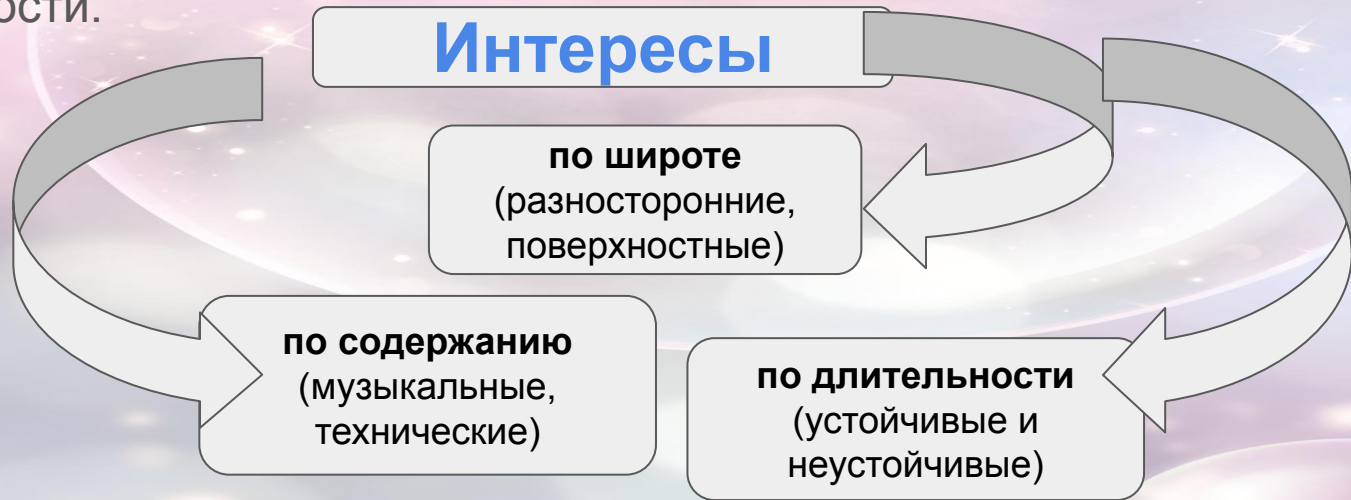 ости.
Интересы
по широте
(разносторонние,
поверхностные)
по содержанию
(музыкальные,
технические)
по длительности
(устойчивые и
неустойчивые)